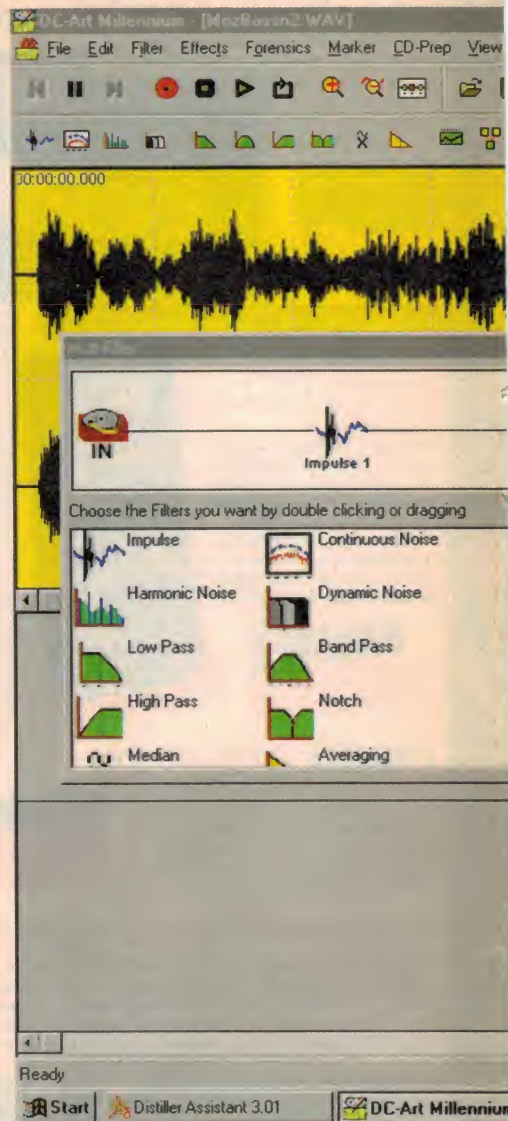 DC-Art Millennium - [MezBassn2.WAV]
File Edit Filter Effects Forensics Marker CD-Prep View
00:00:00.000
IN
Impulse 1
Choose the Filters you want by double clicking or dragging
Impulse Continuous Noise
Harmonic Noise Dynamic Noise
Low Pass Band Pass
High Pass Notch
Median Averaging
Ready
Start Distiller Assistant 3.01 DC-Art Millennium